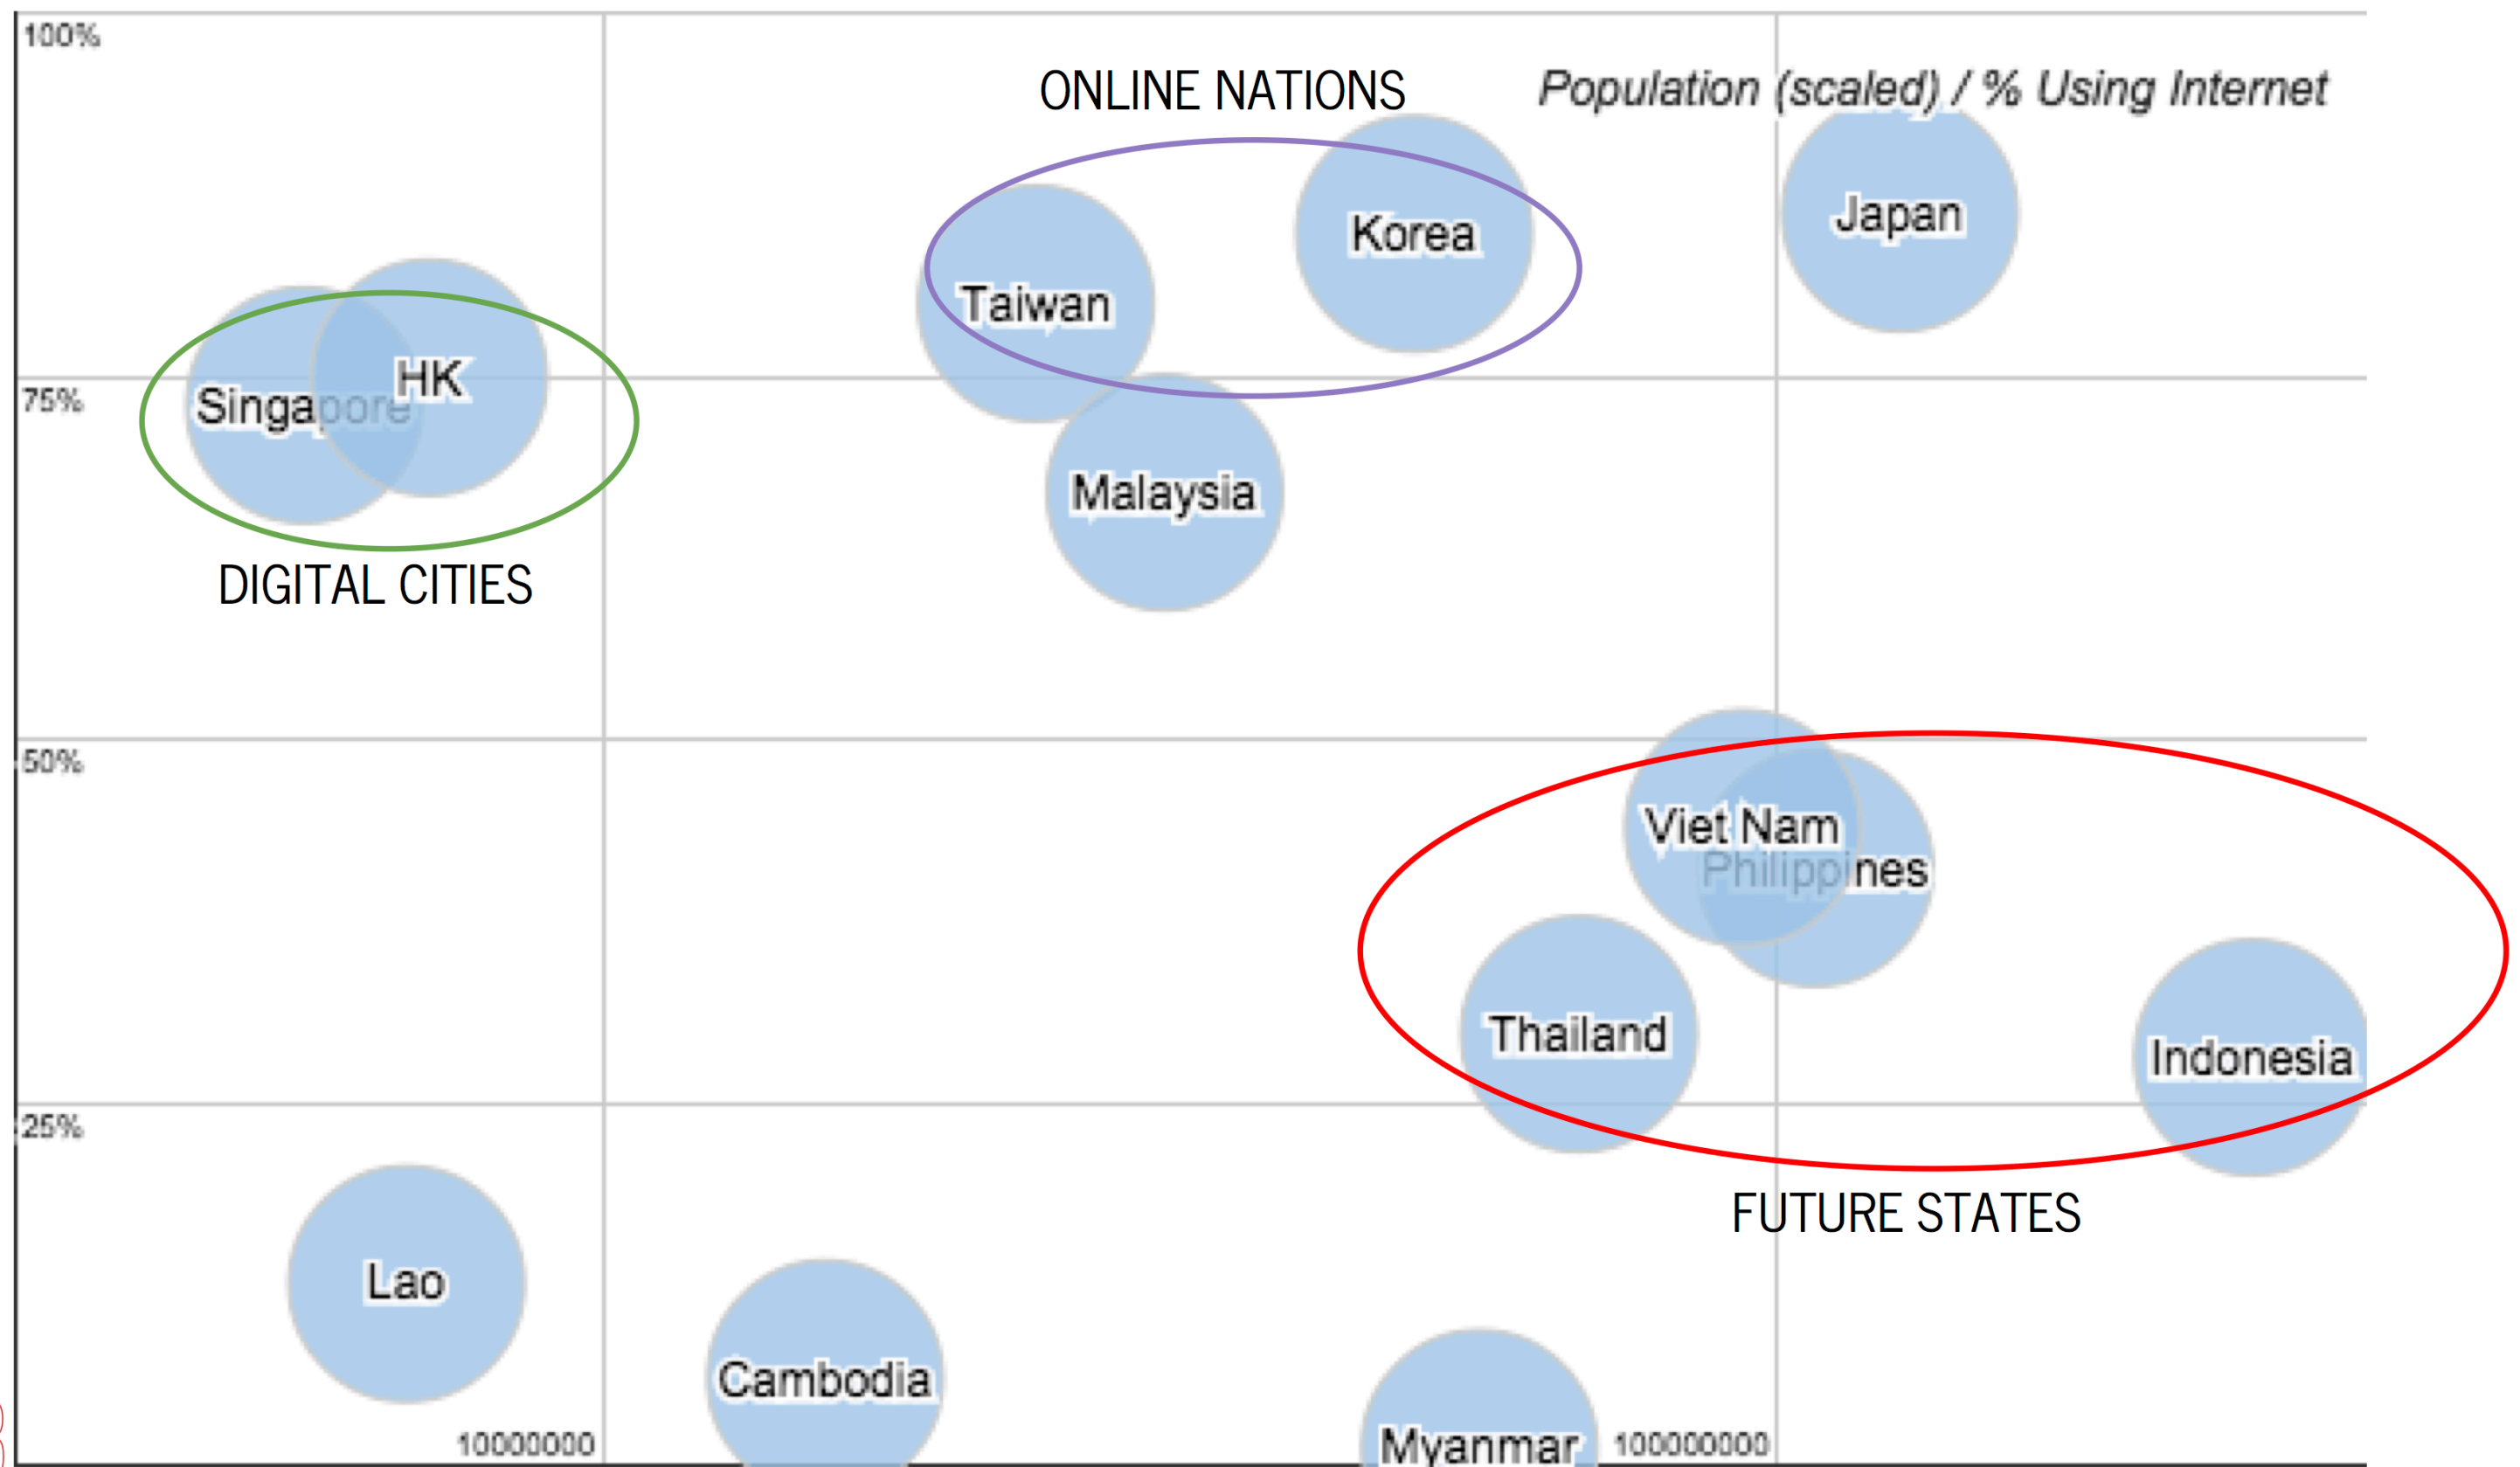 100%
ONLINE NATIONS
Population (scaled) / % Using Internet
Korea
Japan
Taiwan
HK
75%
Singapore
Malaysia
DIGITAL CITIES
50%
Viet Nam
Philippines
Thailand
Indonesia
25%
FUTURE STATES
Lao
Cambodia
10000000
Myanmar
100000000